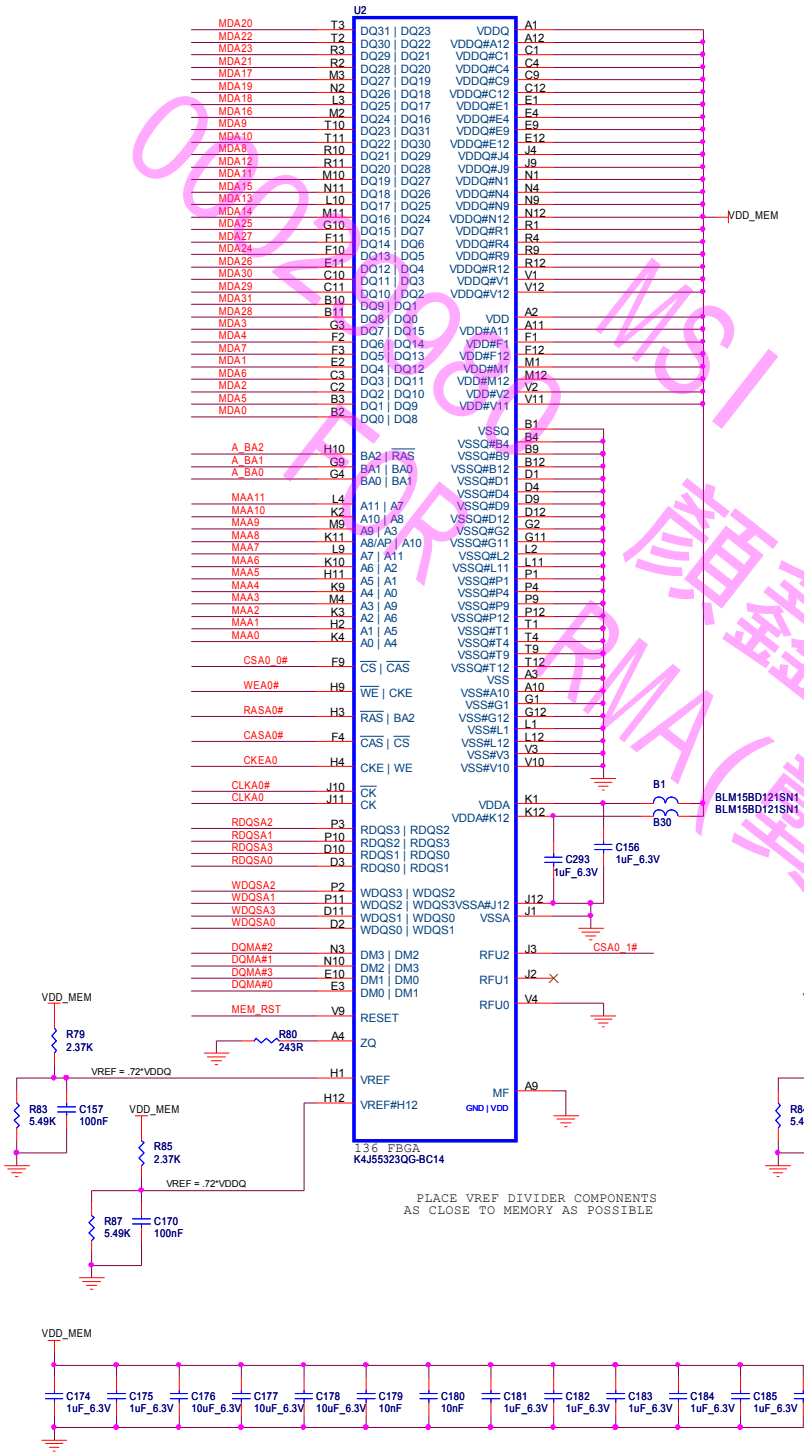 U2
MDA20 T3 DQ31 | DQ23
MDA22 T2 DQ30 | DQ22
MDA23 R3 DQ29 | DQ21
MDA21 R2 DQ28 | DQ20
MDA17 M3 DQ27 | DQ19
MDA19 N2 DQ26 | DQ18
MDA18 L3 DQ25 | DQ17
MDA16 M2 DQ24 | DQ16
MDA9 T10 DQ23 | DQ31
MDA10 T11 DQ22 | DQ30
MDA8 R10 DQ21 | DQ29
MDA12 R11 DQ20 | DQ28
MDA11 M10 DQ19 | DQ27
MDA15 N11 DQ18 | DQ26
MDA13 L10 DQ17 | DQ25
MDA14 M11 DQ16 | DQ24
MDA25 G10 DQ15 | DQ7
MDA27 F11 DQ14 | DQ6
MDA24 F10 DQ13 | DQ5
MDA26 E11 DQ12 | DQ4
MDA30 C10 DQ11 | DQ3
MDA29 C11 DQ10 | DQ2
MDA31 B10 DQ9 | DQ1
MDA28 B11 DQ8 | DQ0
MDA3 G3 DQ7 | DQ15
MDA4 F2 DQ6 | DQ14
MDA7 F3 DQ5 | DQ13
MDA1 E2 DQ4 | DQ12
MDA6 C3 DQ3 | DQ11
MDA2 C2 DQ2 | DQ10
MDA5 B3 DQ1 | DQ9
MDA0 B2 DQ0 | DQ8
A_BA2 H10 BA2 | RAS
A_BA1 G9 BA1 | BA0
A_BA0 G4 BA0 | BA1
MAA11 L4 A11 | A7
MAA10 K2 A10 | A8
MAA9 M9 A9 | A3
MAA8 K11 A8/AP | A10
MAA7 L9 A7 | A11
MAA6 K10 A6 | A2
MAA5 H11 A5 | A1
MAA4 K9 A4 | A0
MAA3 M4 A3 | A9
MAA2 K3 A2 | A6
MAA1 H2 A1 | A5
MAA0 K4 A0 | A4
CSA0_0# F9 CS | CAS
WEA0# H9 WE | CKE
RASA0# H3 RAS | BA2
CASA0# F4 CAS | CS
CKEA0 H4 CKE | WE
CLKA0# J10 CK
CLKA0 J11 CK
RDQSA2 P3 RDQS3 | RDQS2
RDQSA1 P10 RDQS2 | RDQS3
RDQSA3 D10 RDQS1 | RDQS0
RDQSA0 D3 RDQS0 | RDQS1
WDQSA2 P2 WDQS3 | WDQS2
WDQSA1 P11 WDQS2 | WDQS3
WDQSA3 D11 WDQS1 | WDQS0
WDQSA0 D2 WDQS0 | WDQS1
DQMA#2 N3 DM3 | DM2
DQMA#1 N10 DM2 | DM3
DQMA#3 E10 DM1 | DM0
DQMA#0 E3 DM0 | DM1
MEM_RST V9 RESET
R80 243R A4 ZQ
VREF = .72*VDDQ H1 VREF
H12 VREF#H12
VDDQ A1
VDDQ#A12 A12
VDDQ#C1 C1
VDDQ#C4 C4
VDDQ#C9 C9
VDDQ#C12 C12
VDDQ#E1 E1
VDDQ#E4 E4
VDDQ#E9 E9
VDDQ#E12 E12
VDDQ#J4 J4
VDDQ#J9 J9
VDDQ#N1 N1
VDDQ#N4 N4
VDDQ#N9 N9
VDDQ#N12 N12
VDD_MEM
VDDQ#R1 R1
VDDQ#R4 R4
VDDQ#R9 R9
VDDQ#R12 R12
VDDQ#V1 V1
VDDQ#V12 V12
VDD A2
VDD#A11 A11
VDD#F1 F1
VDD#F12 F12
VDD#M1 M1
VDD#M12 M12
VDD#V2 V2
VDD#V11 V11
VSSQ B1
VSSQ#B4 B4
VSSQ#B9 B9
VSSQ#B12 B12
VSSQ#D1 D1
VSSQ#D4 D4
VSSQ#D9 D9
VSSQ#D12 D12
VSSQ#G2 G2
VSSQ#G11 G11
VSSQ#L2 L2
VSSQ#L11 L11
VSSQ#P1 P1
VSSQ#P4 P4
VSSQ#P9 P9
VSSQ#P12 P12
VSSQ#T1 T1
VSSQ#T4 T4
VSSQ#T9 T9
VSSQ#T12 T12
VSS A3
VSS#A10 A10
VSS#G1 G1
VSS#G12 G12
VSS#L1 L1
VSS#L12 L12
VSS#V3 V3
VSS#V10 V10
VDDA K1
VDDA#K12 K12
B1 BLM15BD121SN1
B30 BLM15BD121SN1
C293 1uF_6.3V
C156 1uF_6.3V
VSSA#J12 J12
VSSA J1
RFU2 J3 CSA0_1#
RFU1 J2
RFU0 V4
MF A9
GND | VDD
136 FBGA
K4J55323QG-BC14
VDD_MEM
R79
2.37K
R83
5.49K
C157
100nF
VDD_MEM
R85
2.37K
VREF = .72*VDDQ
R87
5.49K
C170
100nF
PLACE VREF DIVIDER COMPONENTS
AS CLOSE TO MEMORY AS POSSIBLE
VDD_MEM
C174 1uF_6.3V
C175 1uF_6.3V
C176 10uF_6.3V
C177 10uF_6.3V
C178 10uF_6.3V
C179 10nF
C180 10nF
C181 1uF_6.3V
C182 1uF_6.3V
C183 1uF_6.3V
C184 1uF_6.3V
C185 1uF_6.3V
MSI
顏鑫
FOR
RMA(